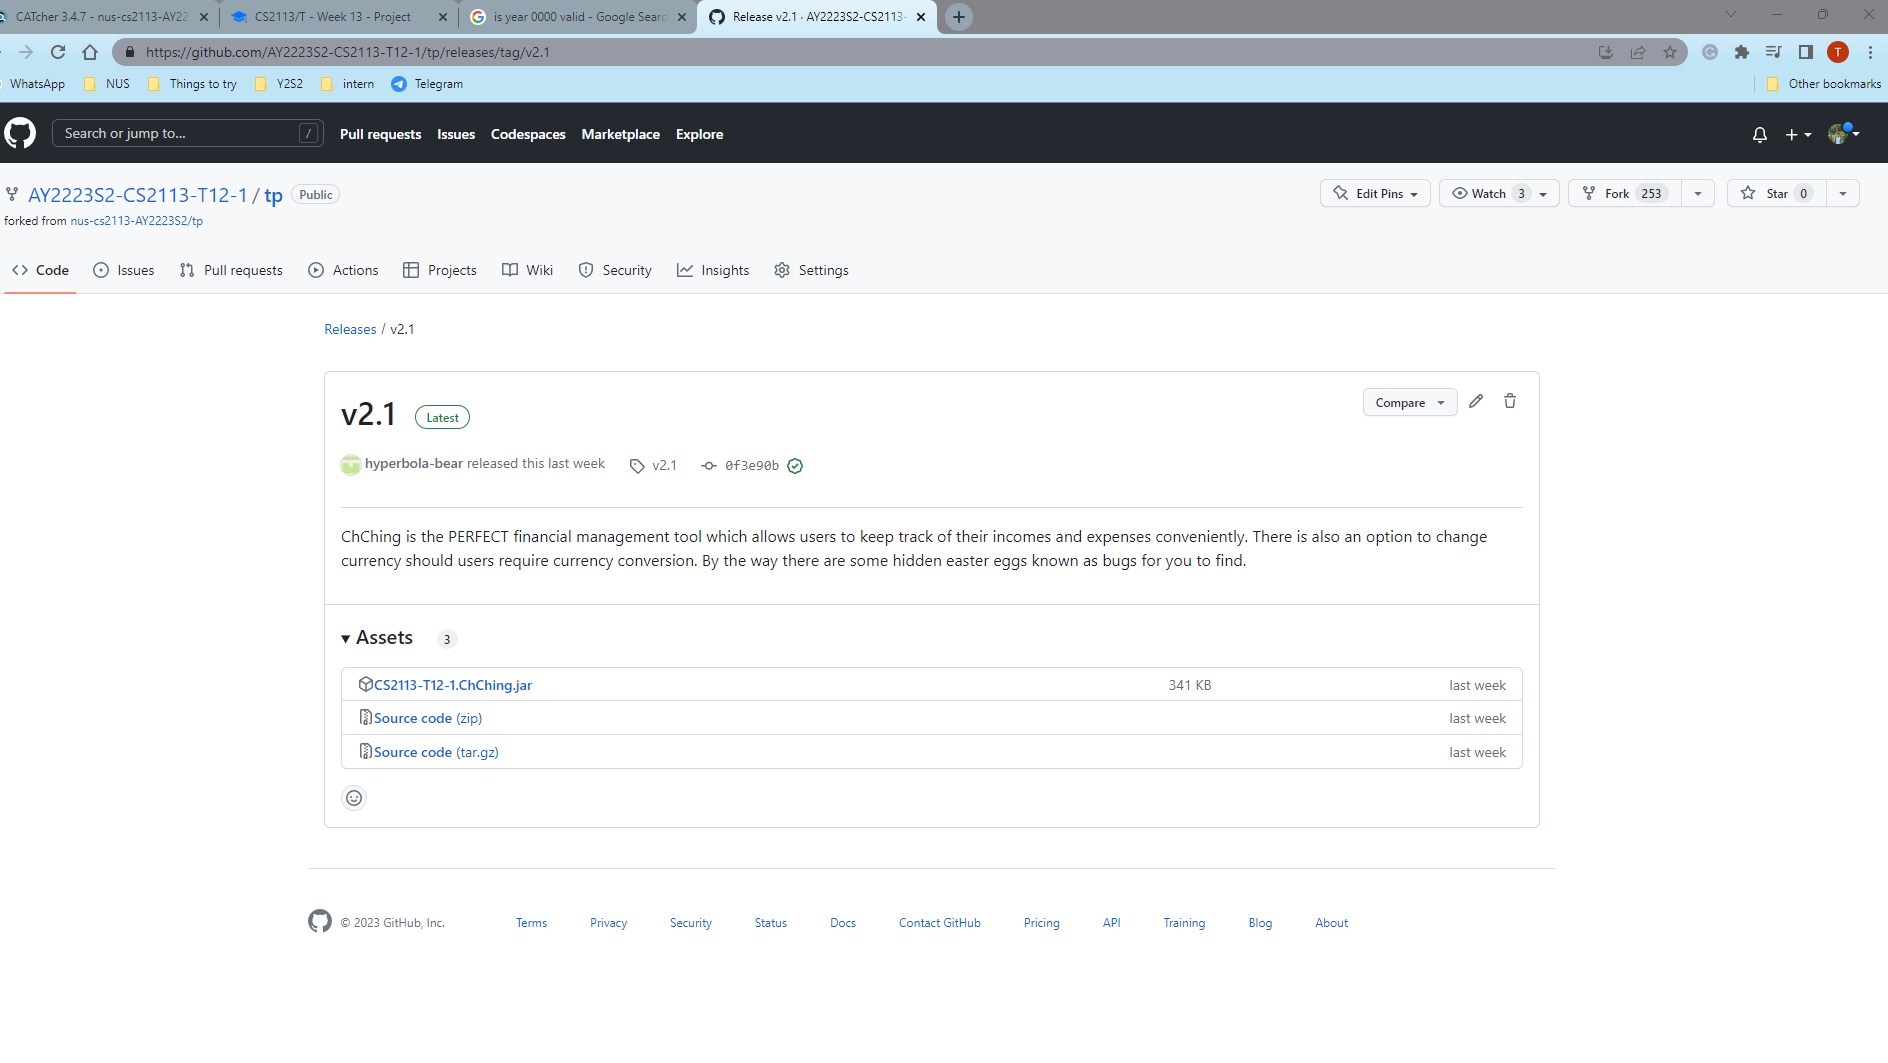 CATcher 3.4.7 - nus-cs2113-AY22
CS2113/T - Week 13 - Project
is year 0000 valid - Google Searc
Release v2.1 · AY2223S2-CS2113-
https://github.com/AY2223S2-CS2113-T12-1/tp/releases/tag/v2.1
T
WhatsApp
NUS
Things to try
Y2S2
intern
Telegram
Other bookmarks
Search or jump to...
/
Pull requests
Issues
Codespaces
Marketplace
Explore
AY2223S2-CS2113-T12-1 / tp
Public
Edit Pins
Watch 3
Fork 253
Star 0
forked from nus-cs2113-AY2223S2/tp
Code
Issues
Pull requests
Actions
Projects
Wiki
Security
Insights
Settings
Releases / v2.1
v2.1
Latest
Compare
hyperbola-bear released this last week
v2.1
0f3e90b
ChChing is the PERFECT financial management tool which allows users to keep track of their incomes and expenses conveniently. There is also an option to change
currency should users require currency conversion. By the way there are some hidden easter eggs known as bugs for you to find.
Assets 3
CS2113-T12-1.ChChing.jar 341 KB last week
Source code (zip) last week
Source code (tar.gz) last week
© 2023 GitHub, Inc.
Terms
Privacy
Security
Status
Docs
Contact GitHub
Pricing
API
Training
Blog
About